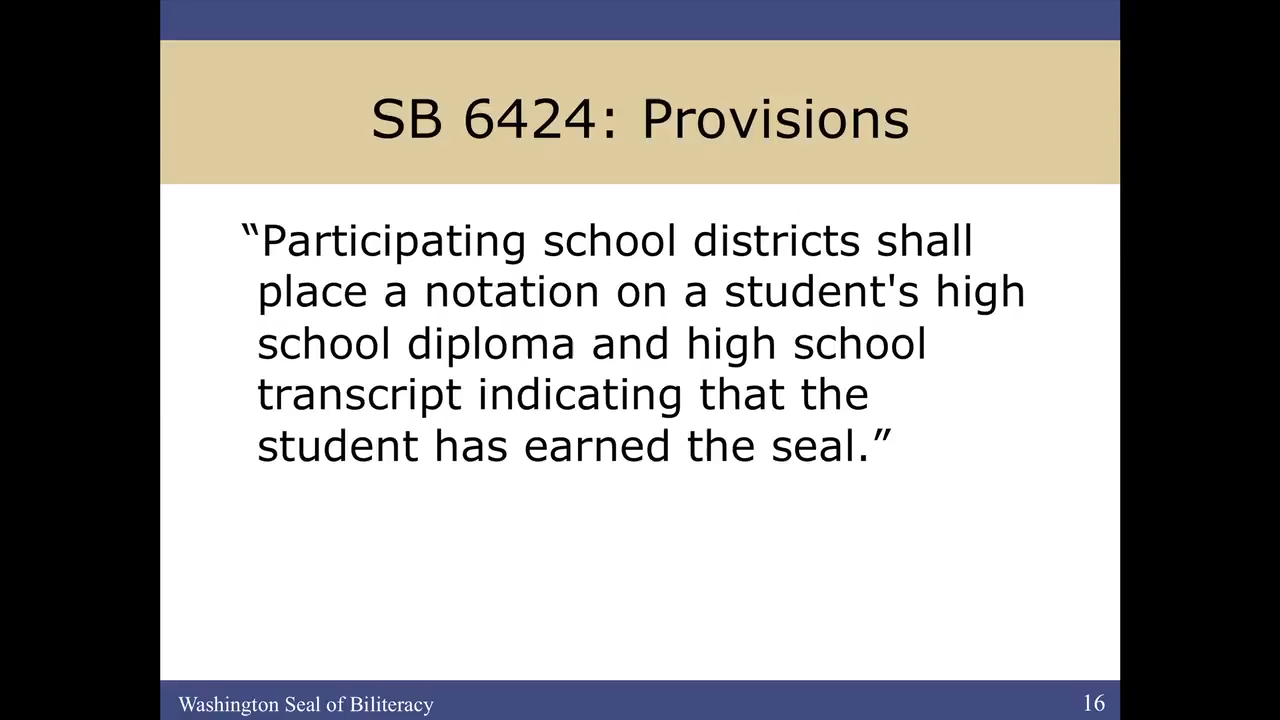 SB 6424: Provisions
“Participating school districts shall
place a notation on a student's high
school diploma and high school
transcript indicating that the
student has earned the seal.”
Washington Seal of Biliteracy
16